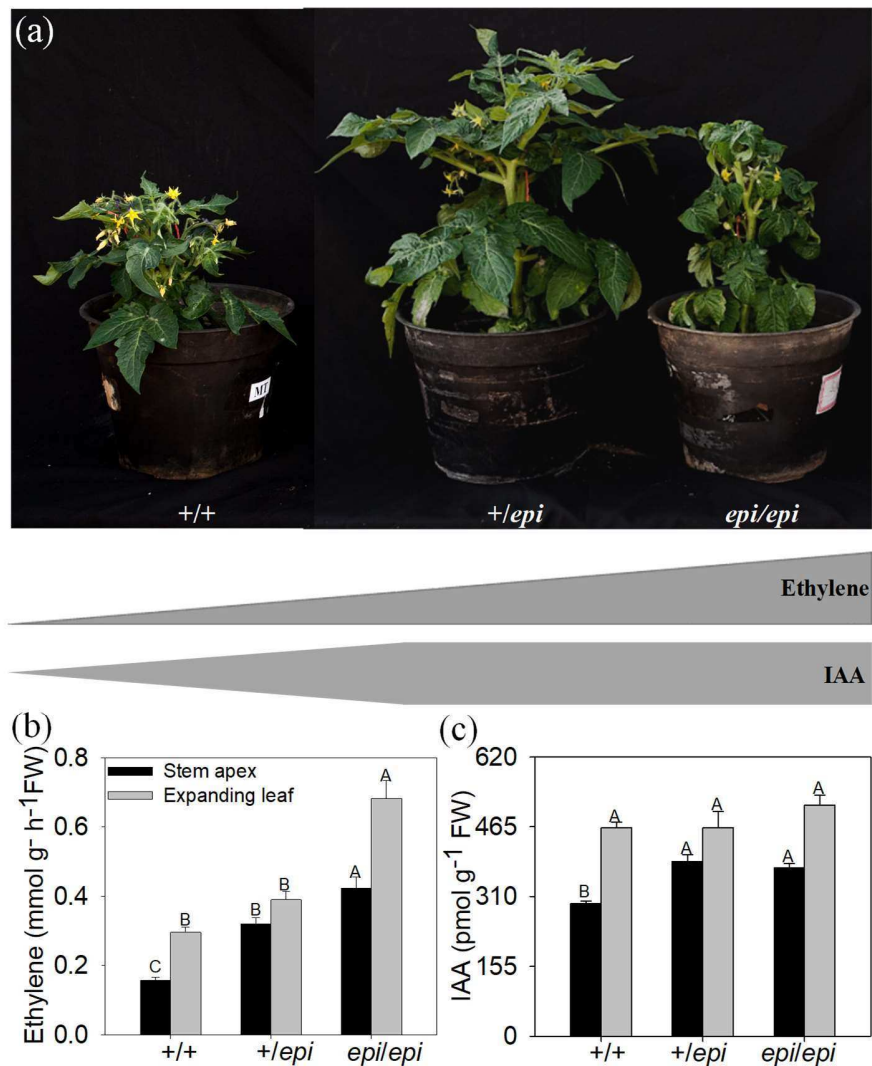 (a)
MT
+/+
+/epi
epi/epi
Ethylene
IAA
(b)
Ethylene (mmol g- h-1FW)
0.8
0.6
0.4
0.2
0.0
Stem apex
Expanding leaf
C
B
B
B
A
A
+/+
+/epi
epi/epi
(c)
IAA (pmol g-1 FW)
620
465
310
155
0
B
A
A
A
A
A
+/+
+/epi
epi/epi